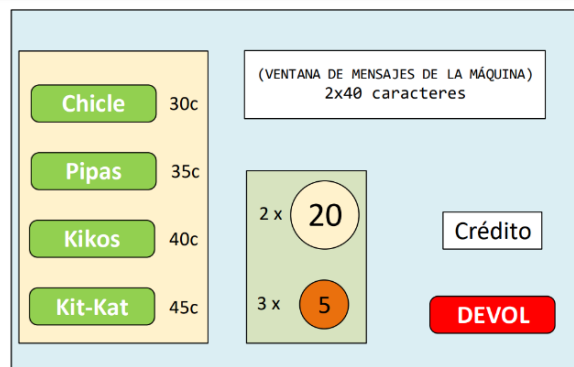 Chicle 30c
Pipas 35c
Kikos 40c
Kit-Kat 45c
(VENTANA DE MENSAJES DE LA MÁQUINA)
2x40 caracteres
2 x 20
3 x 5
Crédito
DEVOL